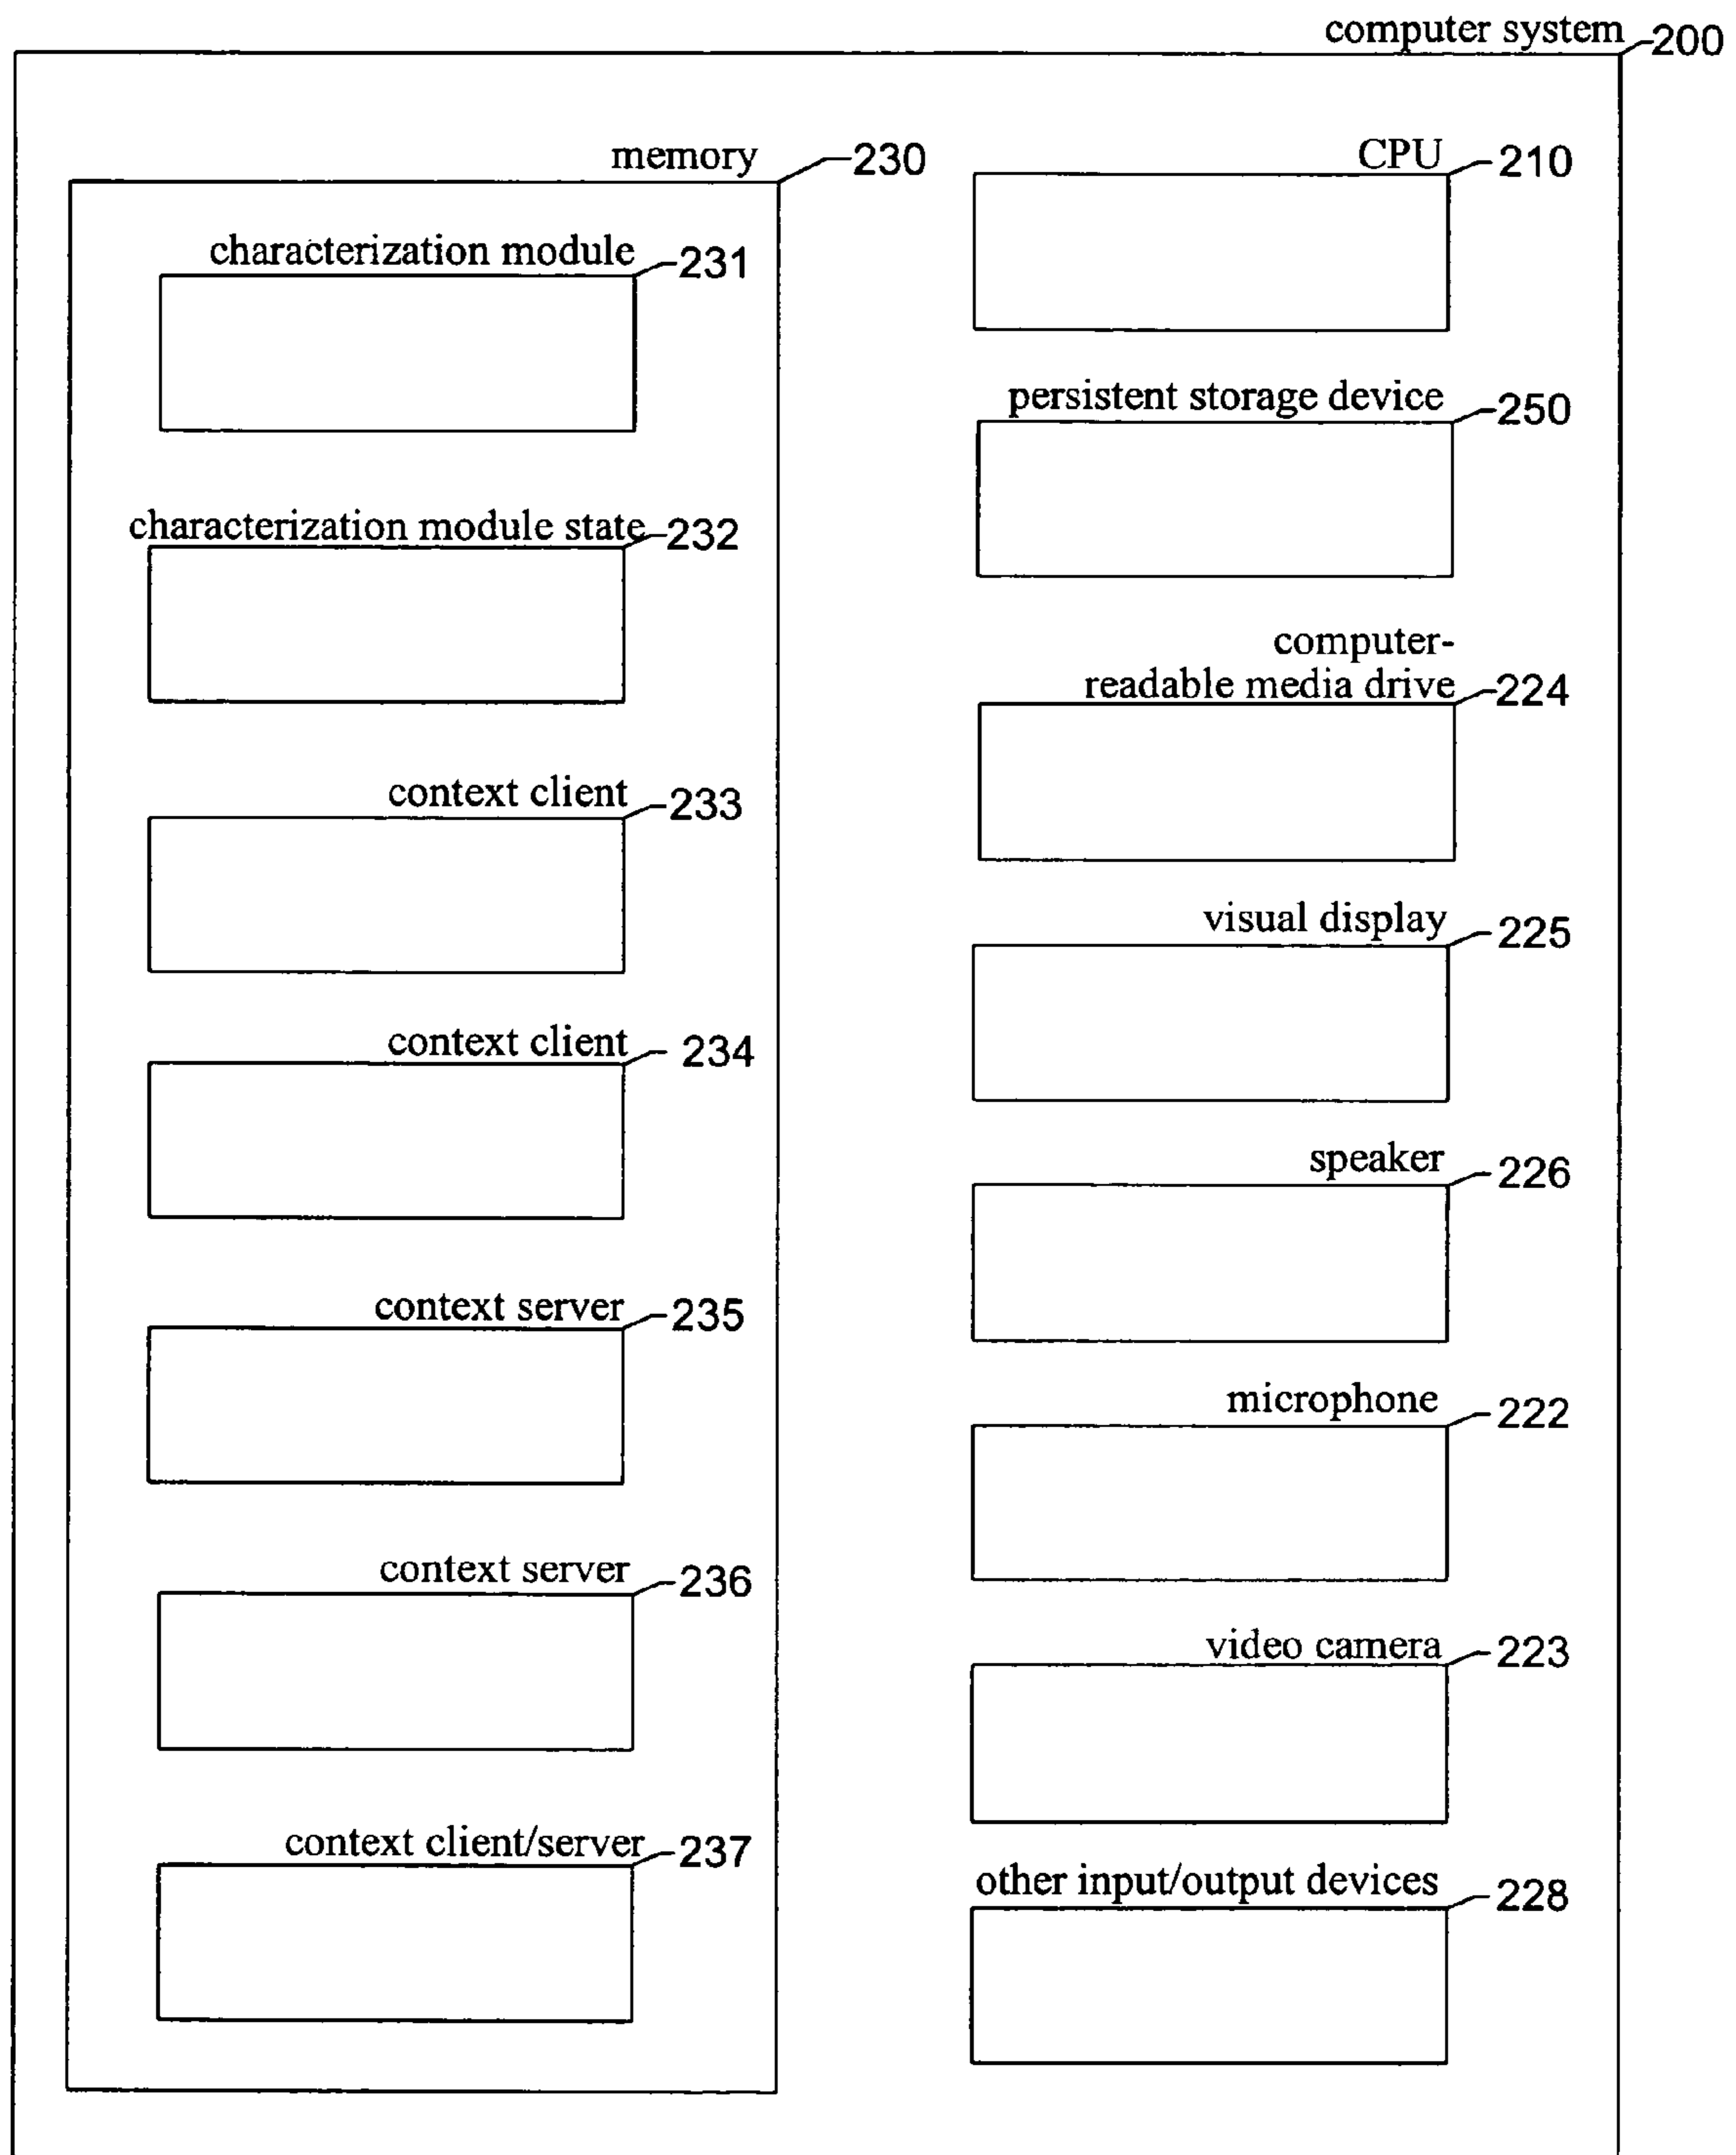 computer system 200
memory 230
characterization module 231
characterization module state 232
context client 233
context client 234
context server 235
context server 236
context client/server 237
CPU 210
persistent storage device 250
computer-
readable media drive 224
visual display 225
speaker 226
microphone 222
video camera 223
other input/output devices 228